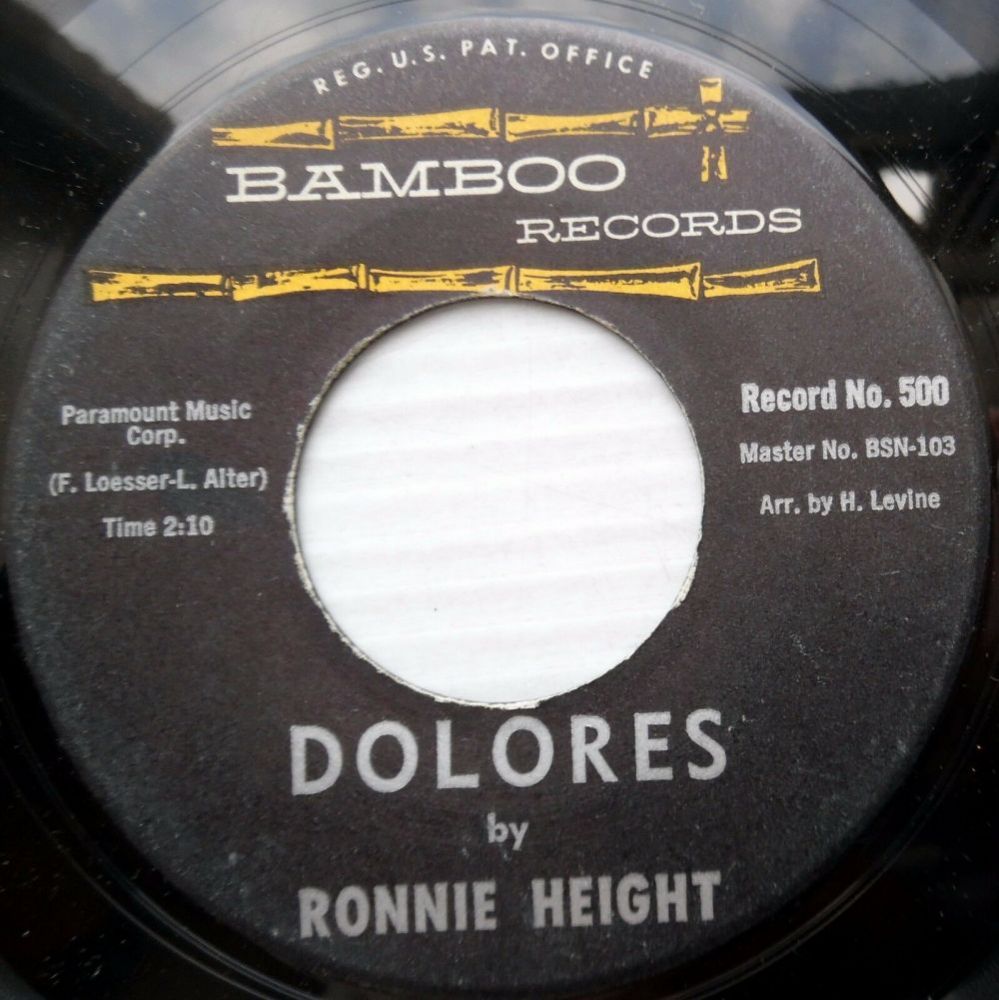 REG. U.S. PAT. OFFICE
BAMBOO
RECORDS
Paramount Music
Corp.
(F. Loesser-L. Alter)
Time 2:10
Record No. 500
Master No. BSN-103
Arr. by H. Levine
DOLORES
by
RONNIE HEIGHT